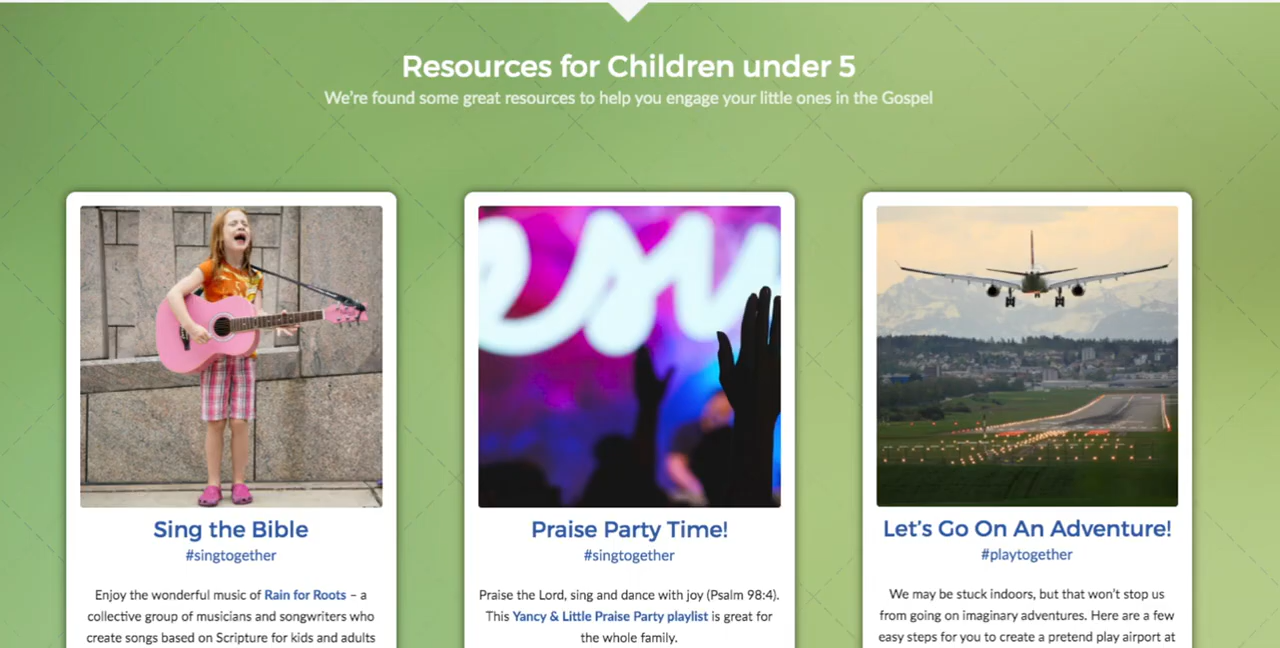 Resources for Children under 5
We're found some great resources to help you engage your little ones in the Gospel
esu
Sing the Bible
#singtogether
Enjoy the wonderful music of Rain for Roots – a
collective group of musicians and songwriters who
create songs based on Scripture for kids and adults
Praise Party Time!
#singtogether
Praise the Lord, sing and dance with joy (Psalm 98:4).
This Yancy & Little Praise Party playlist is great for
the whole family.
Let's Go On An Adventure!
#playtogether
We may be stuck indoors, but that won't stop us
from going on imaginary adventures. Here are a few
easy steps for you to create a pretend play airport at